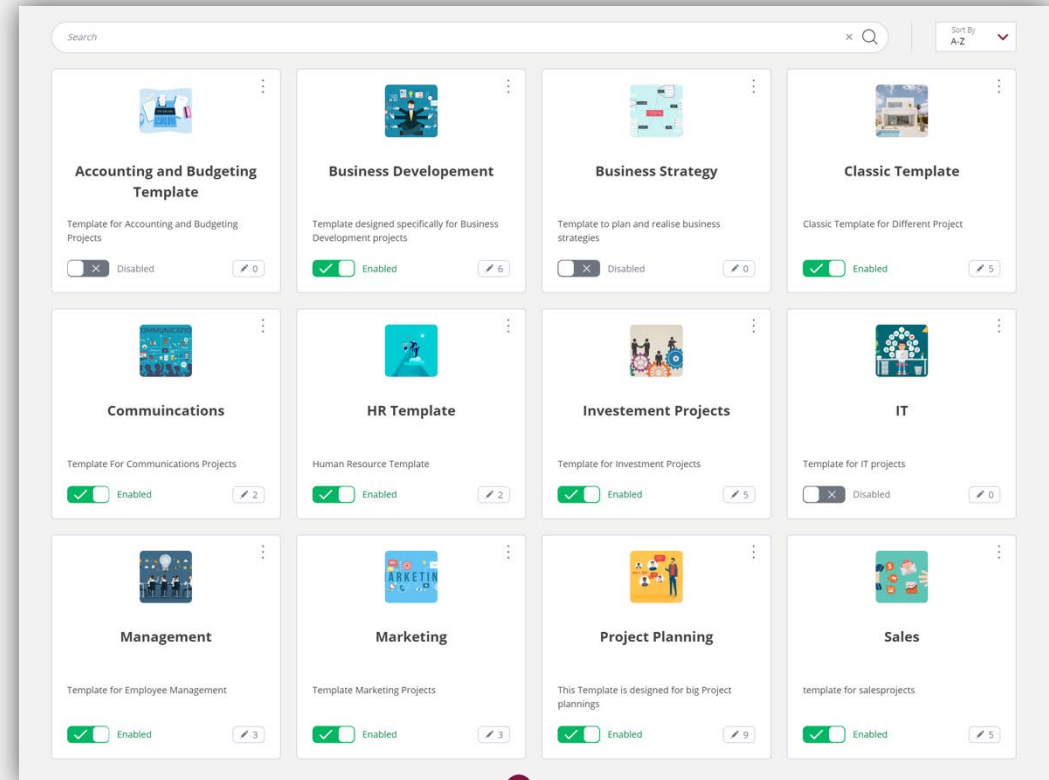 Search
Sort By
A-Z
Accounting and Budgeting
Template
Template for Accounting and Budgeting
Projects
Disabled
0
Business Developement
Template designed specifically for Business
Development projects
Enabled
6
Business Strategy
Template to plan and realise business
strategies
Disabled
0
Classic Template
Classic Template for Different Project
Enabled
5
COMMUNICATIO
Commuincations
Template For Communications Projects
Enabled
2
HR Template
Human Resource Template
Enabled
2
Investement Projects
Template for Investment Projects
Enabled
5
IT
Template for IT projects
Disabled
0
Management
Template for Employee Management
Enabled
3
ARKETIN
Marketing
Template Marketing Projects
Enabled
3
Project Planning
This Template is designed for big Project
plannings
Enabled
9
Sales
template for salesprojects
Enabled
5